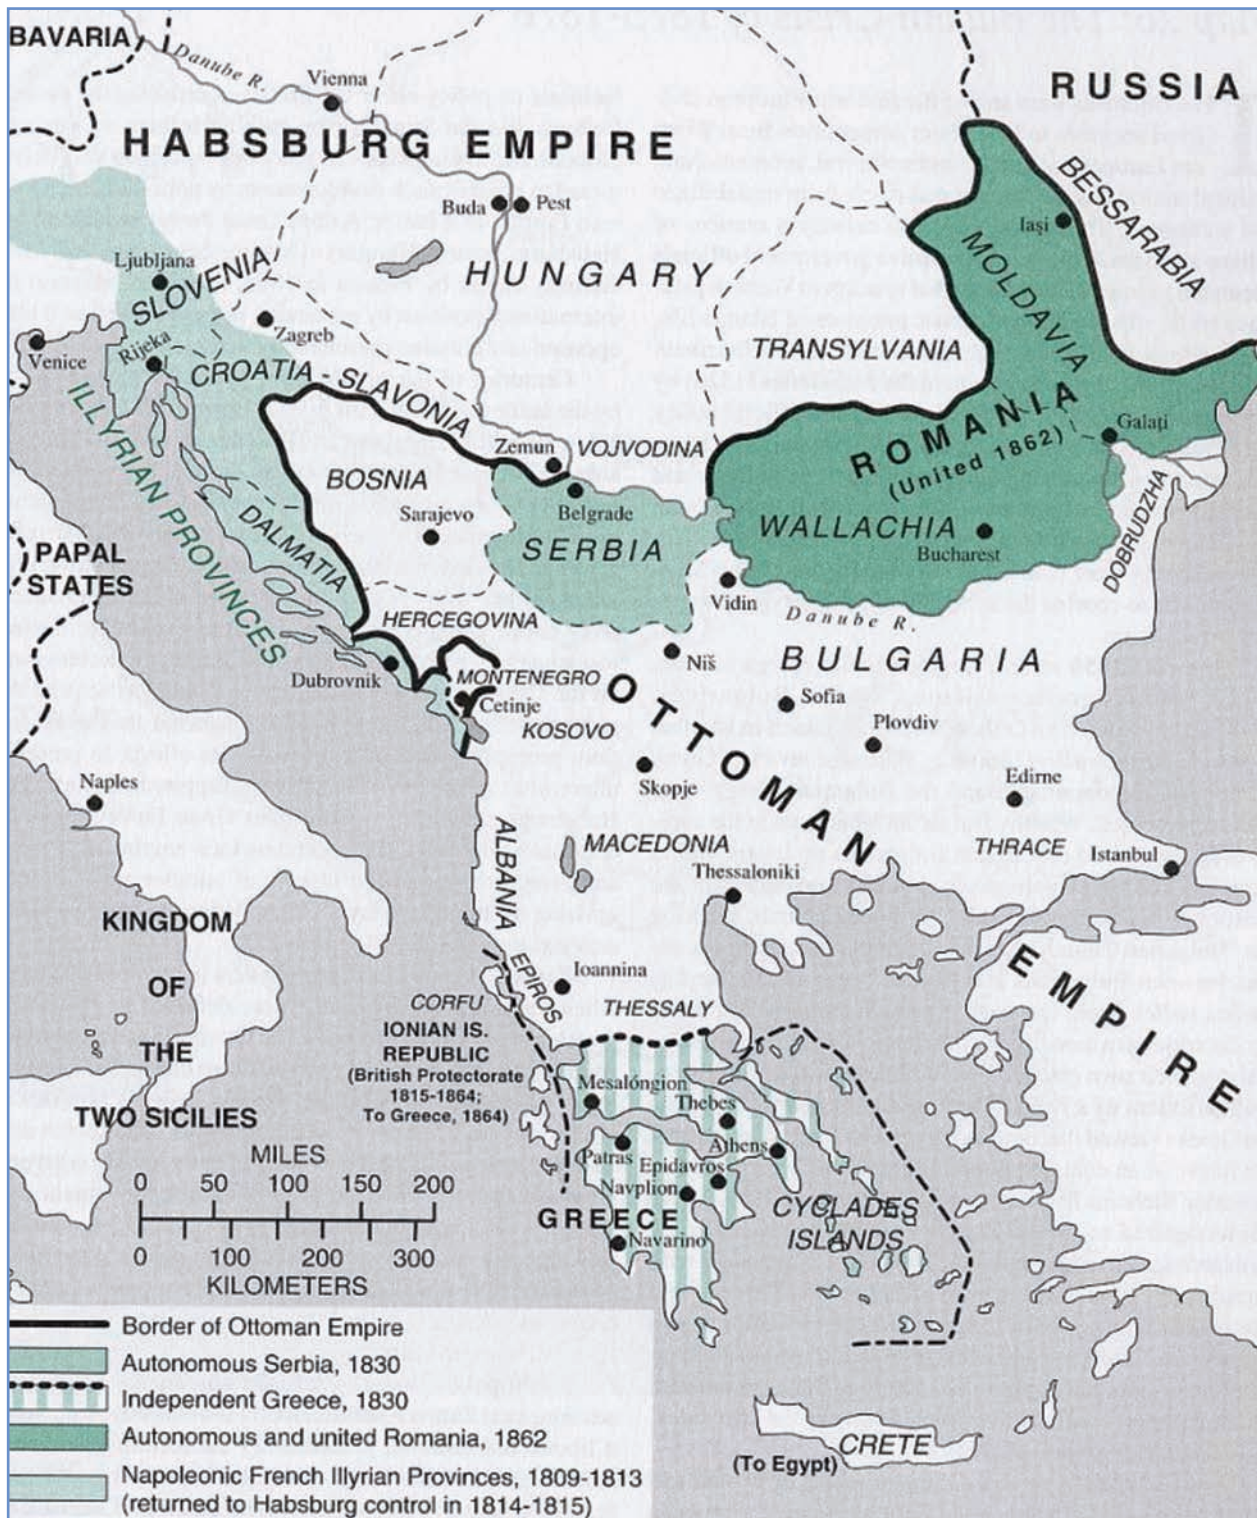 BAVARIA
Danube R.
Vienna
RUSSIA
HABSBURG EMPIRE
BESSARABIA
Buda
Pest
Iaşi
MOLDAVIA
Ljubljana
SLOVENIA
HUNGARY
Zagreb
Venice
Rijeka
TRANSYLVANIA
CROATIA - SLAVONIA
ILLYRIAN PROVINCES
Zemun
VOJVODINA
ROMANIA
(United 1862)
Galaţi
BOSNIA
Belgrade
DOBRUDZHA
Sarajevo
SERBIA
WALLACHIA
Bucharest
DALMATIA
PAPAL
STATES
Vidin
Danube R.
HERCEGOVINA
Niš
BULGARIA
Dubrovnik
MONTENEGRO
Cetinje
Sofia
KOSOVO
Plovdiv
OTTOMAN
EMPIRE
Naples
Skopje
Edirne
ALBANIA
MACEDONIA
THRACE
Istanbul
Thessaloniki
KINGDOM
OF
THE
TWO SICILIES
EPIROS
Ioannina
CORFU
THESSALY
IONIAN IS.
REPUBLIC
(British Protectorate
1815-1864;
To Greece, 1864)
Mesalóngion
Thebes
Patras
Athens
Epidavros
Navplion
GREECE
Navarino
CYCLADES
ISLANDS
MILES
0 50 100 150 200
0 100 200 300
KILOMETERS
CRETE
(To Egypt)
Border of Ottoman Empire
Autonomous Serbia, 1830
Independent Greece, 1830
Autonomous and united Romania, 1862
Napoleonic French Illyrian Provinces, 1809-1813
(returned to Habsburg control in 1814-1815)